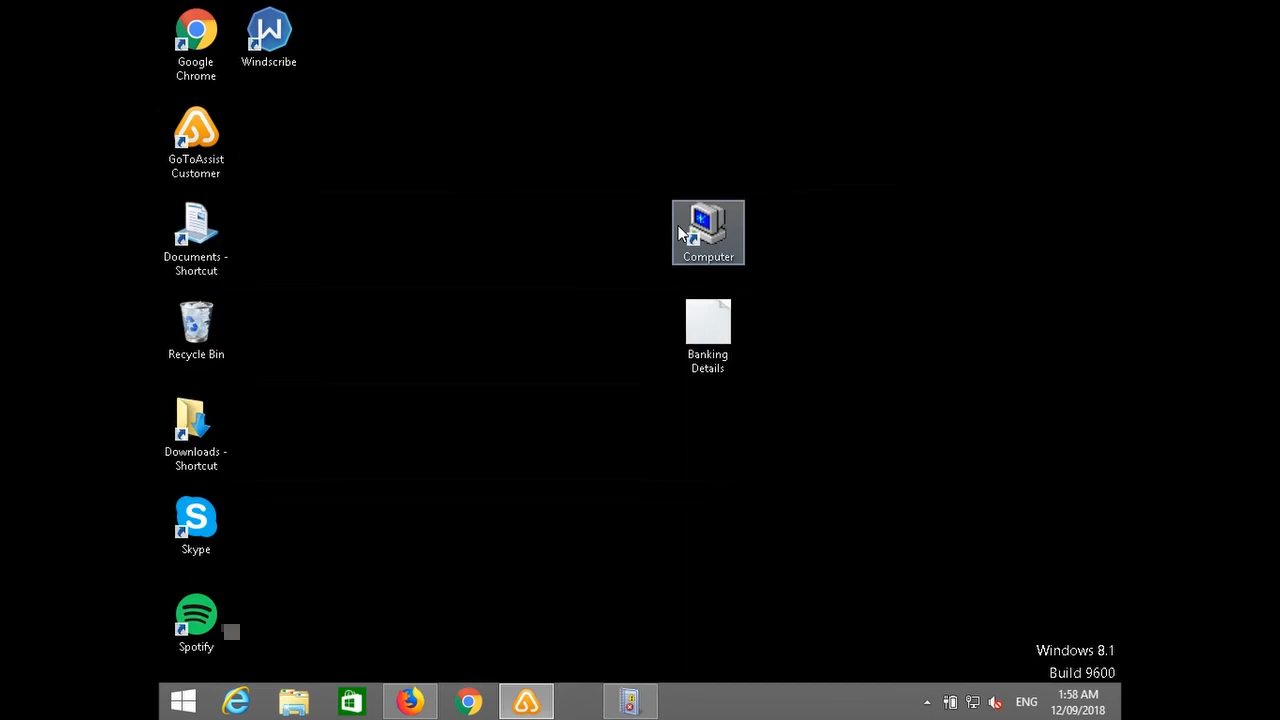 Google
Chrome
Windscribe
GoToAssist
Customer
Documents -
Shortcut
Computer
Recycle Bin
Banking
Details
Downloads -
Shortcut
Skype
Spotify
Windows 8.1
Build 9600
ENG
1:58 AM
12/09/2018